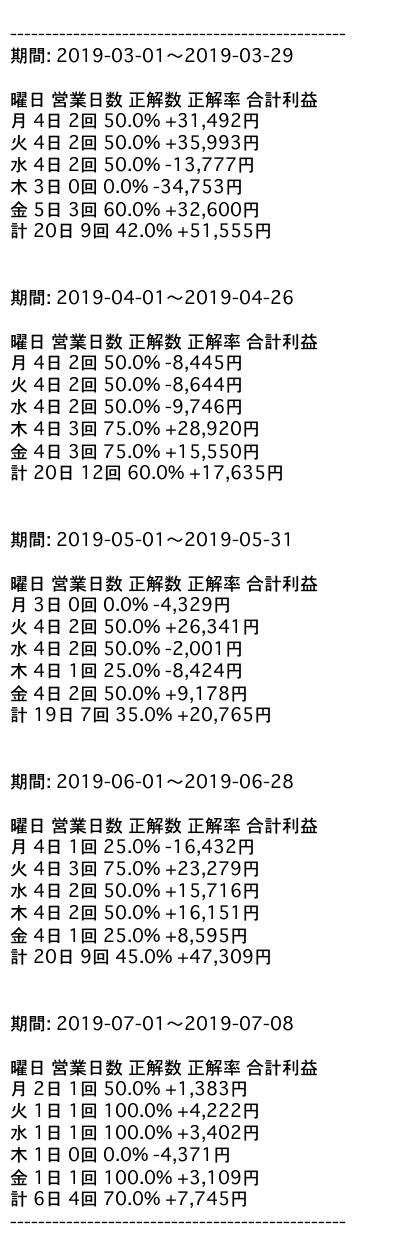 ------------------------------------------------
期間: 2019-03-01〜2019-03-29
曜日 営業日数 正解数 正解率 合計利益
月 4日 2回 50.0% +31,492円
火 4日 2回 50.0% +35,993円
水 4日 2回 50.0% -13,777円
木 3日 0回 0.0% -34,753円
金 5日 3回 60.0% +32,600円
計 20日 9回 42.0% +51,555円
期間: 2019-04-01〜2019-04-26
曜日 営業日数 正解数 正解率 合計利益
月 4日 2回 50.0% -8,445円
火 4日 2回 50.0% -8,644円
水 4日 2回 50.0% -9,746円
木 4日 3回 75.0% +28,920円
金 4日 3回 75.0% +15,550円
計 20日 12回 60.0% +17,635円
期間: 2019-05-01〜2019-05-31
曜日 営業日数 正解数 正解率 合計利益
月 3日 0回 0.0% -4,329円
火 4日 2回 50.0% +26,341円
水 4日 2回 50.0% -2,001円
木 4日 1回 25.0% -8,424円
金 4日 2回 50.0% +9,178円
計 19日 7回 35.0% +20,765円
期間: 2019-06-01〜2019-06-28
曜日 営業日数 正解数 正解率 合計利益
月 4日 1回 25.0% -16,432円
火 4日 3回 75.0% +23,279円
水 4日 2回 50.0% +15,716円
木 4日 2回 50.0% +16,151円
金 4日 1回 25.0% +8,595円
計 20日 9回 45.0% +47,309円
期間: 2019-07-01〜2019-07-08
曜日 営業日数 正解数 正解率 合計利益
月 2日 1回 50.0% +1,383円
火 1日 1回 100.0% +4,222円
水 1日 1回 100.0% +3,402円
木 1日 0回 0.0% -4,371円
金 1日 1回 100.0% +3,109円
計 6日 4回 70.0% +7,745円
------------------------------------------------